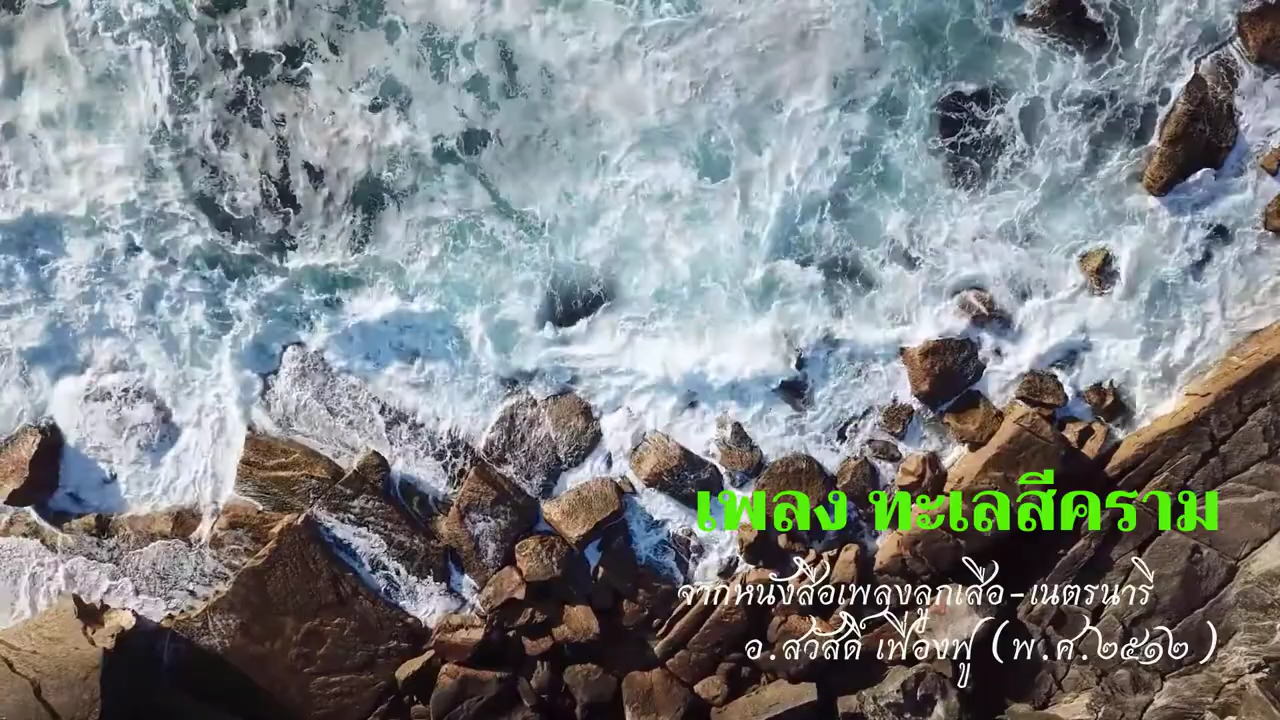 เพลง ทะเลสีคราม
จากหนังสือเพลงลูกเสือ-เนตรนารี
อ.สวัสดิ์ เฟื่องฟู (พ.ศ.๒๕๑๒ )